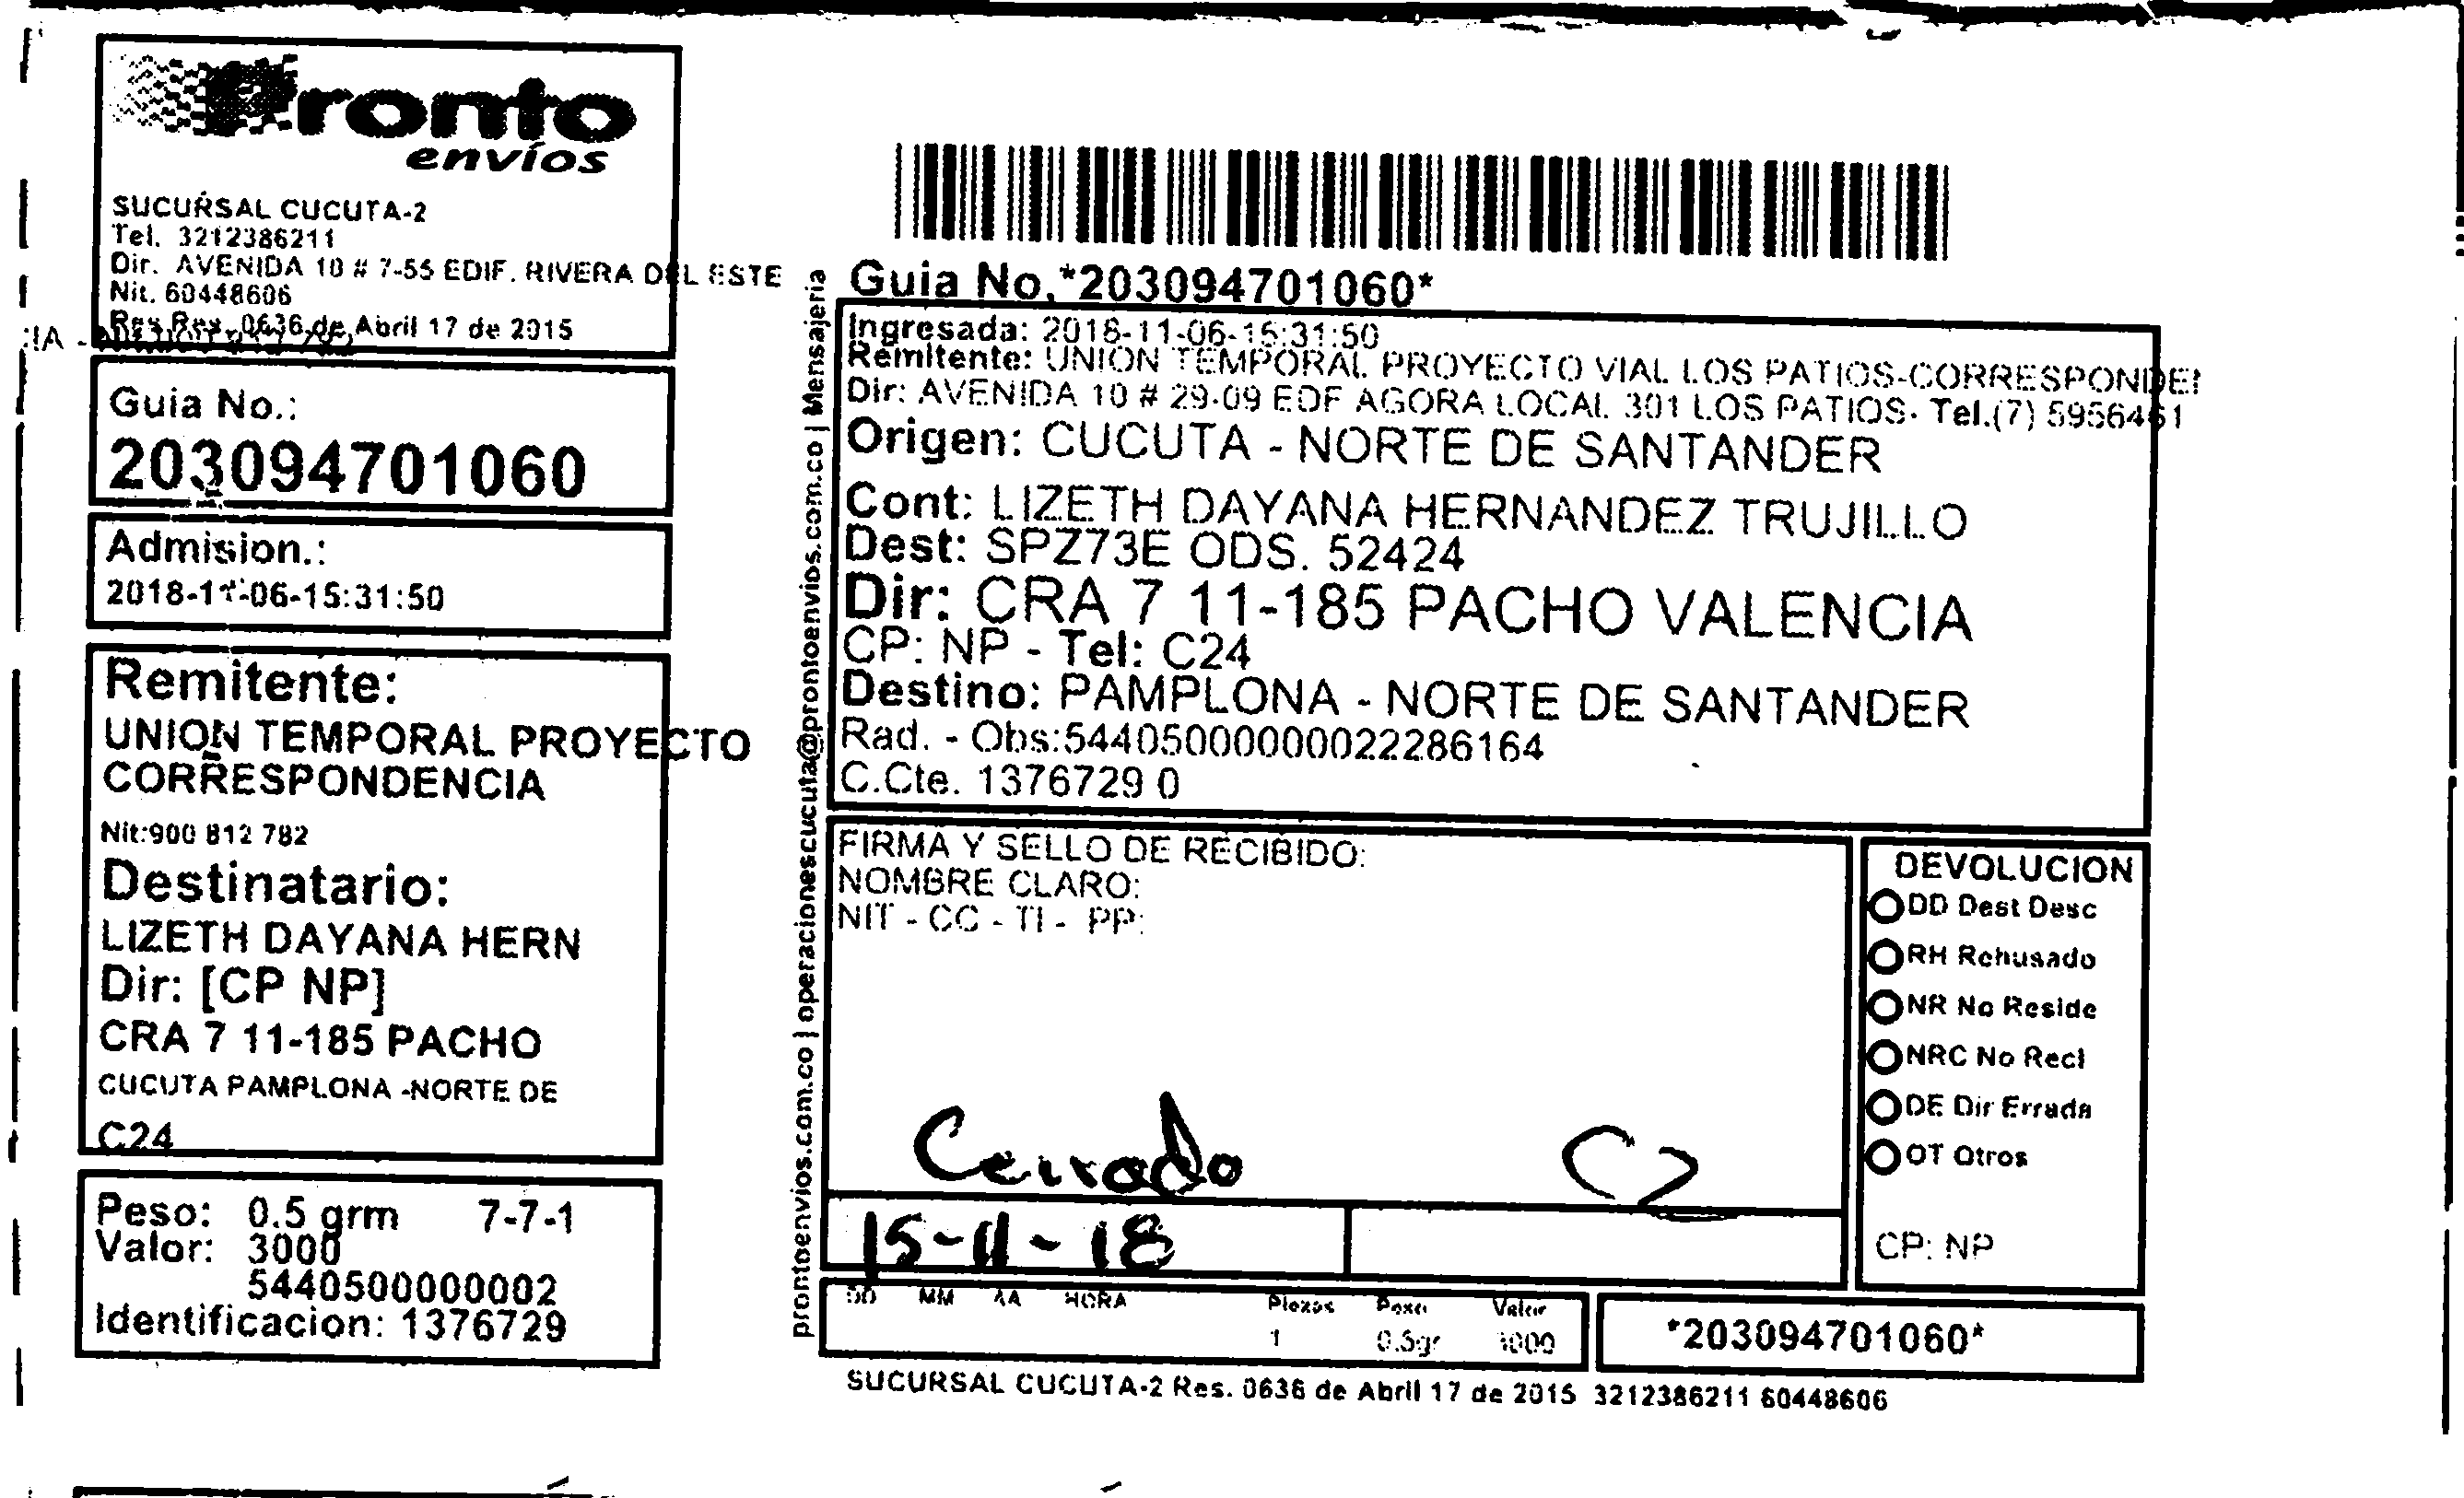 Pronto
envíos
SUCURSAL CUCUTA-2
Tel. 3212386211
Dir. AVENIDA 10 # 7-55 EDIF. RIVERA DEL ESTE
Nit. 60448606
Res. 0636 de Abril 17 de 2015
Guia No.:
203094701060
Admision.:
2018-11-06-15:31:50
Remitente:
UNION TEMPORAL PROYECTO
CORRESPONDENCIA
Nit:900 812 782
Destinatario:
LIZETH DAYANA HERN
Dir: [CP NP]
CRA 7 11-185 PACHO
CUCUTA PAMPLONA -NORTE DE
C24
Peso: 0.5 grm 7-7-1
Valor: 3000
5440500000002
Identificacion: 1376729
prontoenvios.com.co | operacionescucuta@prontoenvios.com.co | Mensajeria
Guia No.*203094701060*
Ingresada: 2018-11-06-15:31:50
Remitente: UNION TEMPORAL PROYECTO VIAL LOS PATIOS-CORRESPONDEN
Dir: AVENIDA 10 # 29-09 EDF AGORA LOCAL 301 LOS PATIOS- Tel.(7) 5956461
Origen: CUCUTA - NORTE DE SANTANDER
Cont: LIZETH DAYANA HERNANDEZ TRUJILLO
Dest: SPZ73E ODS. 52424
Dir: CRA 7 11-185 PACHO VALENCIA
CP: NP - Tel: C24
Destino: PAMPLONA - NORTE DE SANTANDER
Rad. - Obs:544050000000022286164
C.Cte. 1376729 0
FIRMA Y SELLO DE RECIBIDO:
NOMBRE CLARO:
NIT - CC - TI - PP:
Cerrado
15-11-18
DD MM AA HORA Piezas Peso Valor
1 0.5gr 3000
DEVOLUCION
DD Dest Desc
RH Rehusado
NR No Reside
NRC No Recl
DE Dir Errada
OT Otros
CP: NP
*203094701060*
SUCURSAL CUCUTA-2 Res. 0636 de Abril 17 de 2015 3212386211 60448606